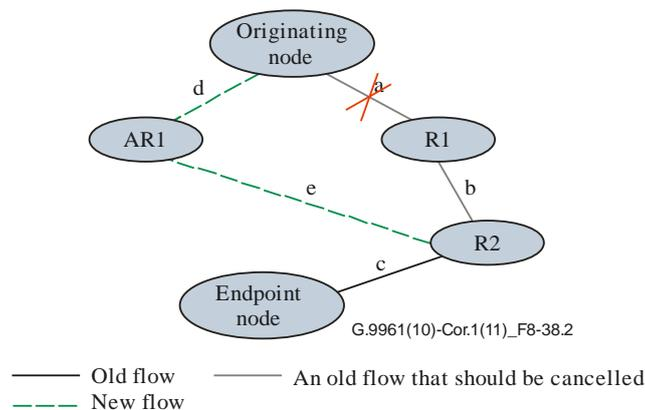 Originating
node
d
a
AR1
R1
e
b
R2
c
Endpoint
node
G.9961(10)-Cor.1(11)_F8-38.2
Old flow
An old flow that should be cancelled
New flow